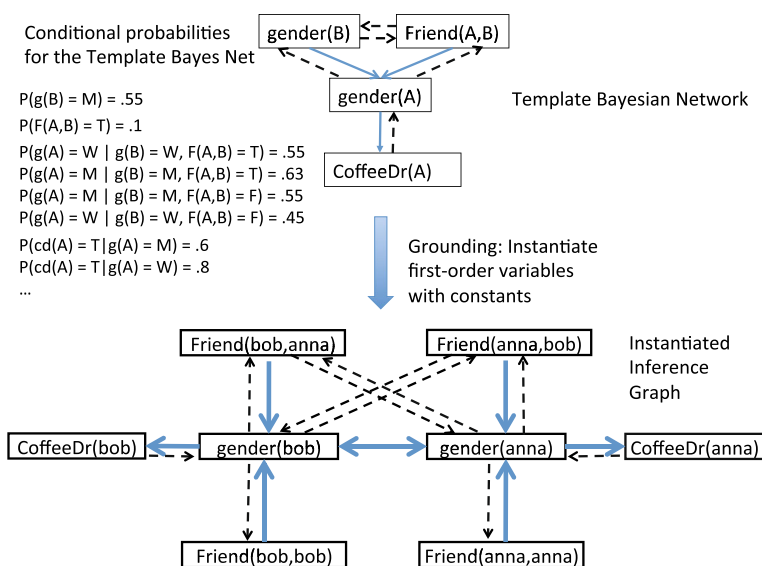 Conditional probabilities
for the Template Bayes Net
gender(B)
Friend(A,B)
gender(A)
Template Bayesian Network
CoffeeDr(A)
P(g(B) = M) = .55
P(F(A,B) = T) = .1
P(g(A) = W | g(B) = W, F(A,B) = T) = .55
P(g(A) = M | g(B) = M, F(A,B) = T) = .63
P(g(A) = M | g(B) = M, F(A,B) = F) = .55
P(g(A) = W | g(B) = W, F(A,B) = F) = .45
P(cd(A) = T|g(A) = M) = .6
P(cd(A) = T|g(A) = W) = .8
…
Grounding: Instantiate
first-order variables
with constants
Friend(bob,anna)
Friend(anna,bob)
Instantiated
Inference
Graph
CoffeeDr(bob)
gender(bob)
gender(anna)
CoffeeDr(anna)
Friend(bob,bob)
Friend(anna,anna)